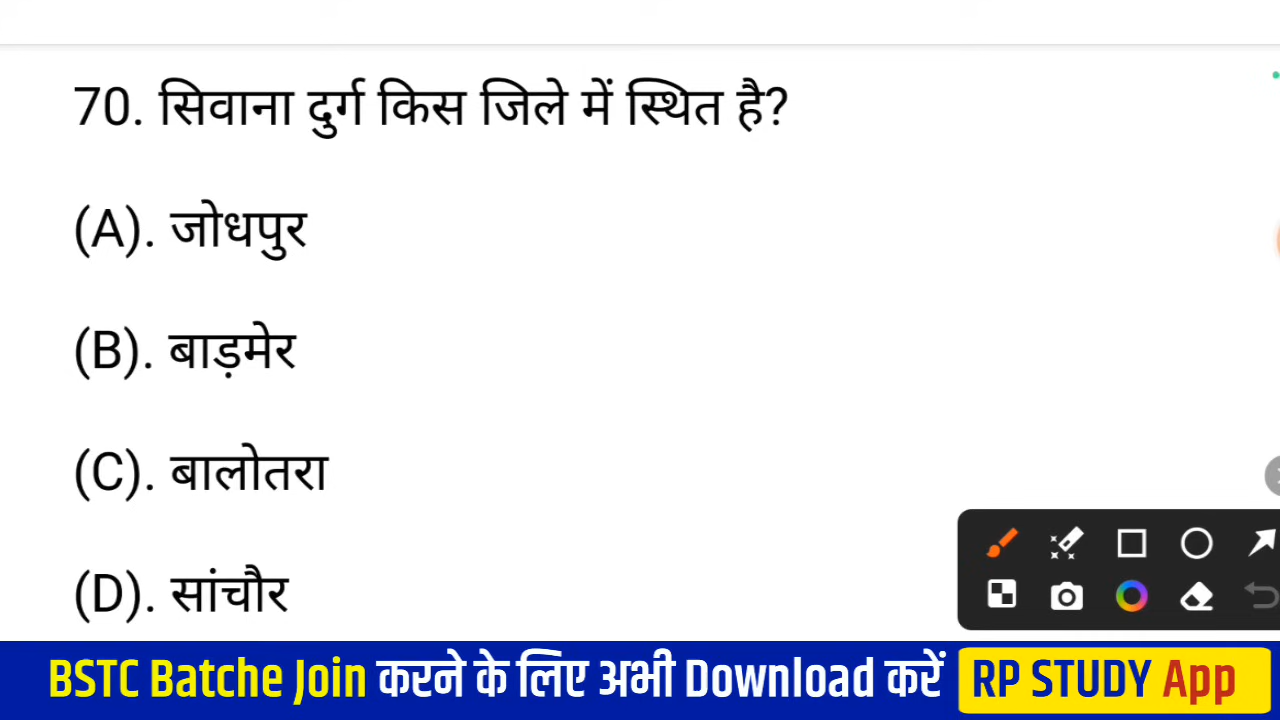 70. सिवाना दुर्ग किस जिले में स्थित है?
(A). जोधपुर
(B). बाड़मेर
(C). बालोतरा
(D). सांचौर
BSTC Batche Join करने के लिए अभी Download करें RP STUDY App